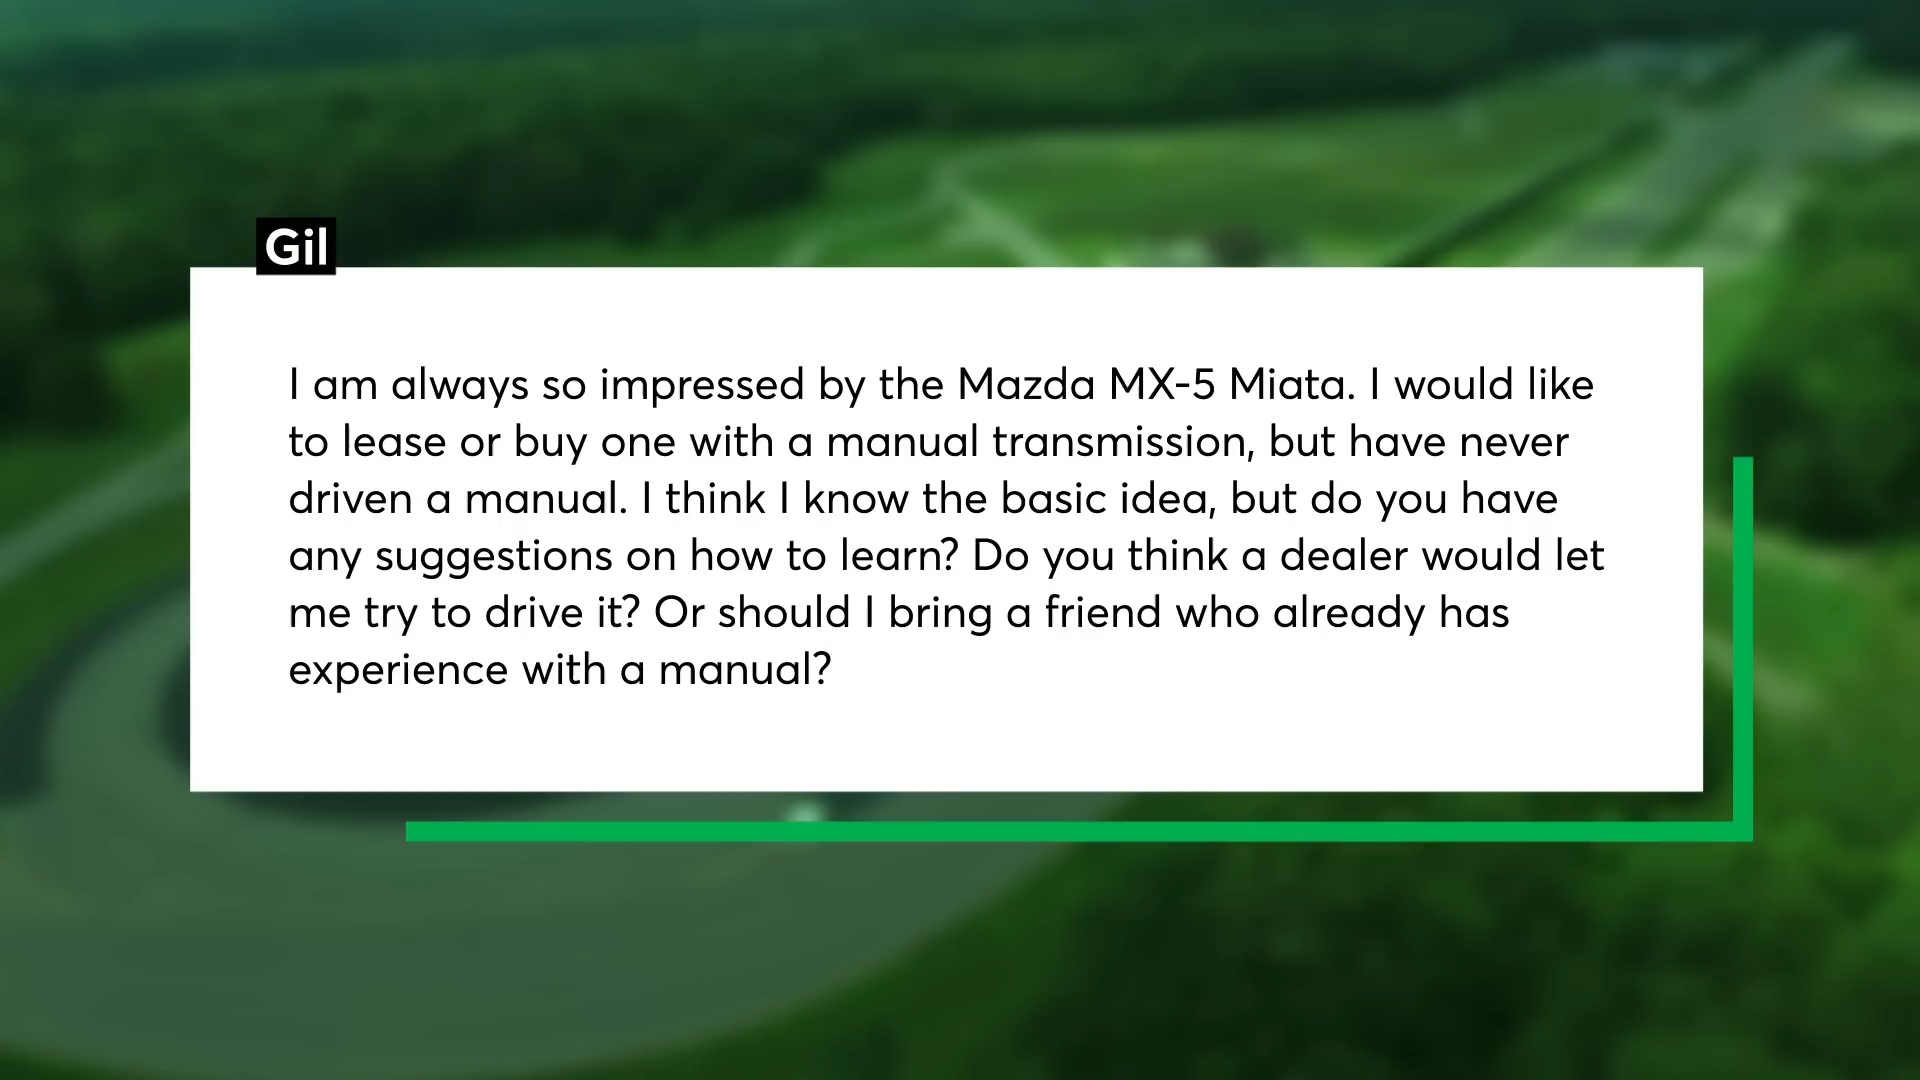 Gil
I am always so impressed by the Mazda MX-5 Miata. I would like
to lease or buy one with a manual transmission, but have never
driven a manual. I think I know the basic idea, but do you have
any suggestions on how to learn? Do you think a dealer would let
me try to drive it? Or should I bring a friend who already has
experience with a manual?